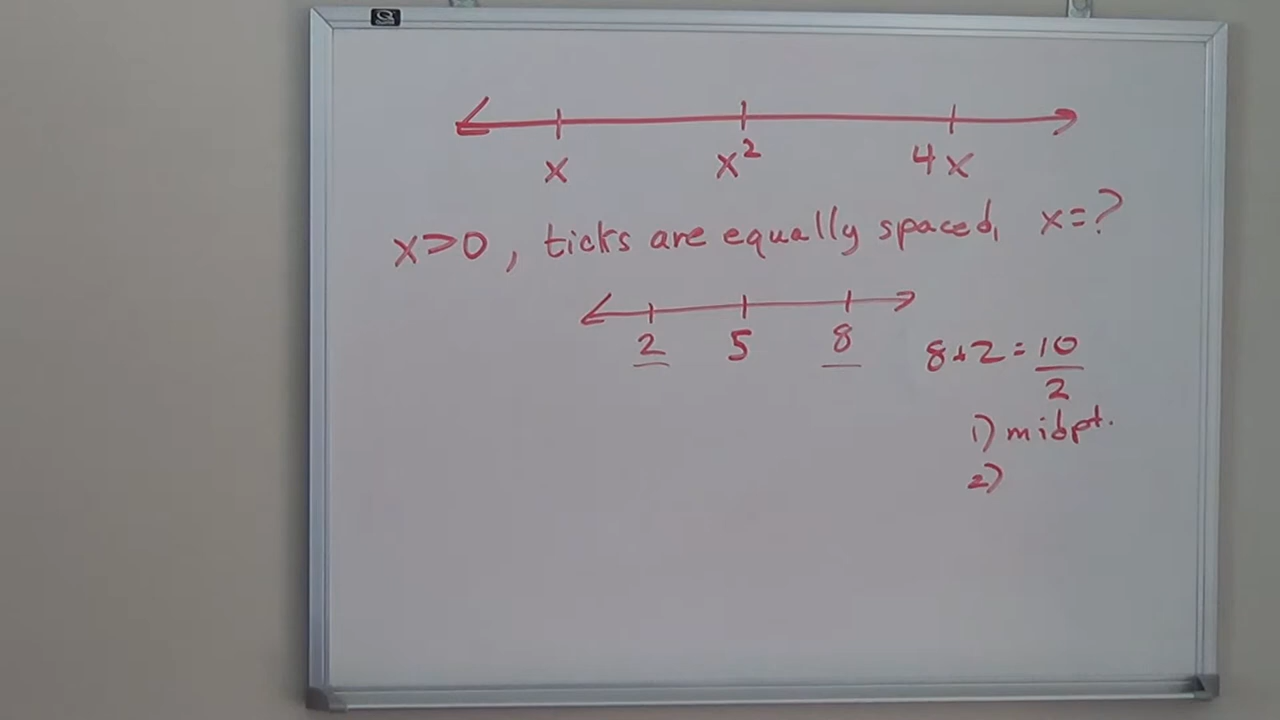 x x² 4x
x>0, ticks are equally spaced, x=?
2 5 8
8+2=10
2
1) midpt.
2)